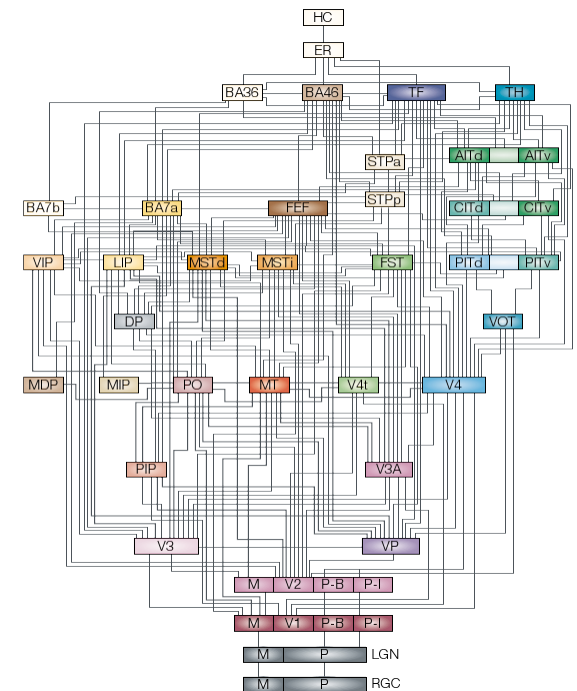 HC
ER
BA36 BA46 TF TH
STPa AITd AITv
STPp
BA7b BA7a FEF CITd CITv
VIP LIP MSTd MSTi FST PITd PITv
DP VOT
MDP MIP PO MT V4t V4
PIP V3A
V3 VP
M V2 P-B P-I
M V1 P-B P-I
M P LGN
M P RGC